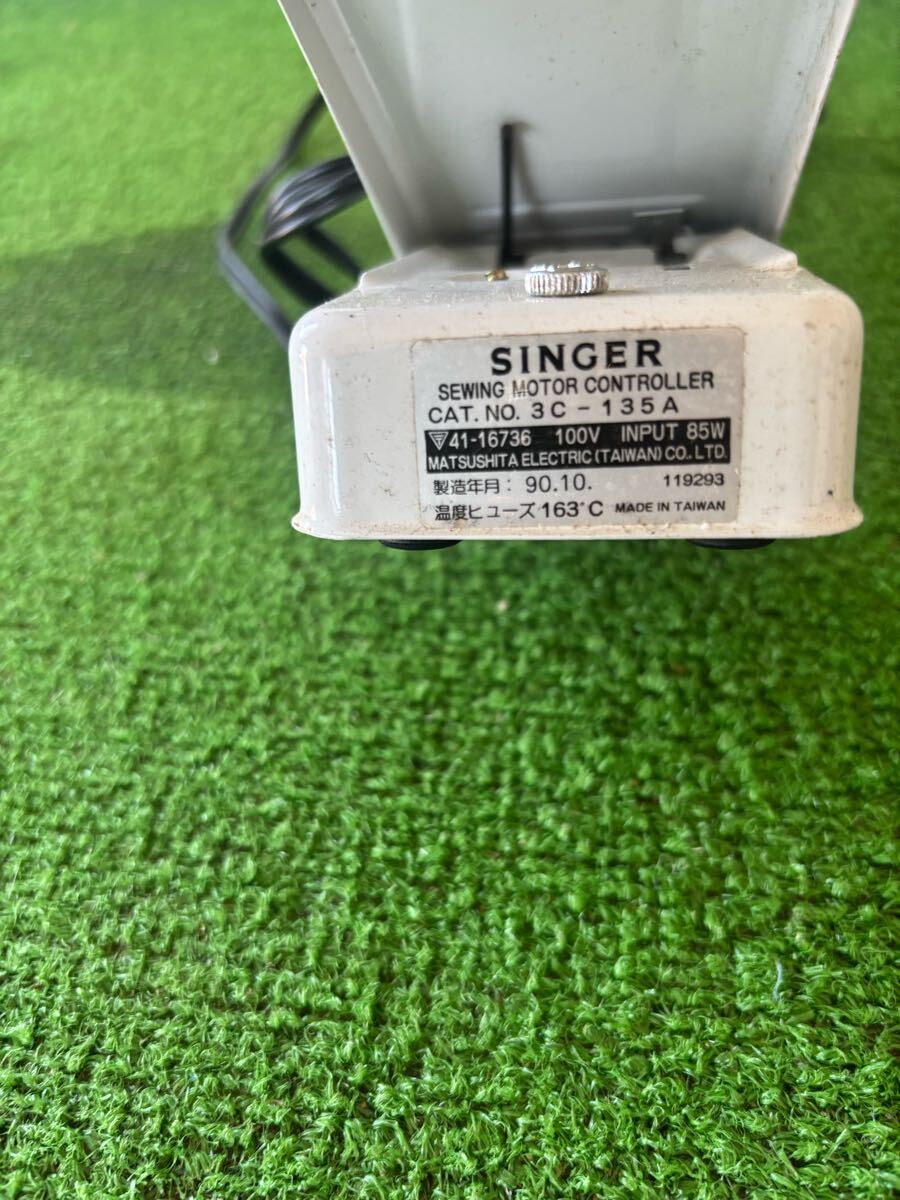 SINGER
SEWING MOTOR CONTROLLER
CAT. NO. 3C-135A
41-16736 100V INPUT 85W
MATSUSHITA ELECTRIC (TAIWAN) CO., LTD.
製造年月: 90.10. 119293
温度ヒューズ 163°C MADE IN TAIWAN